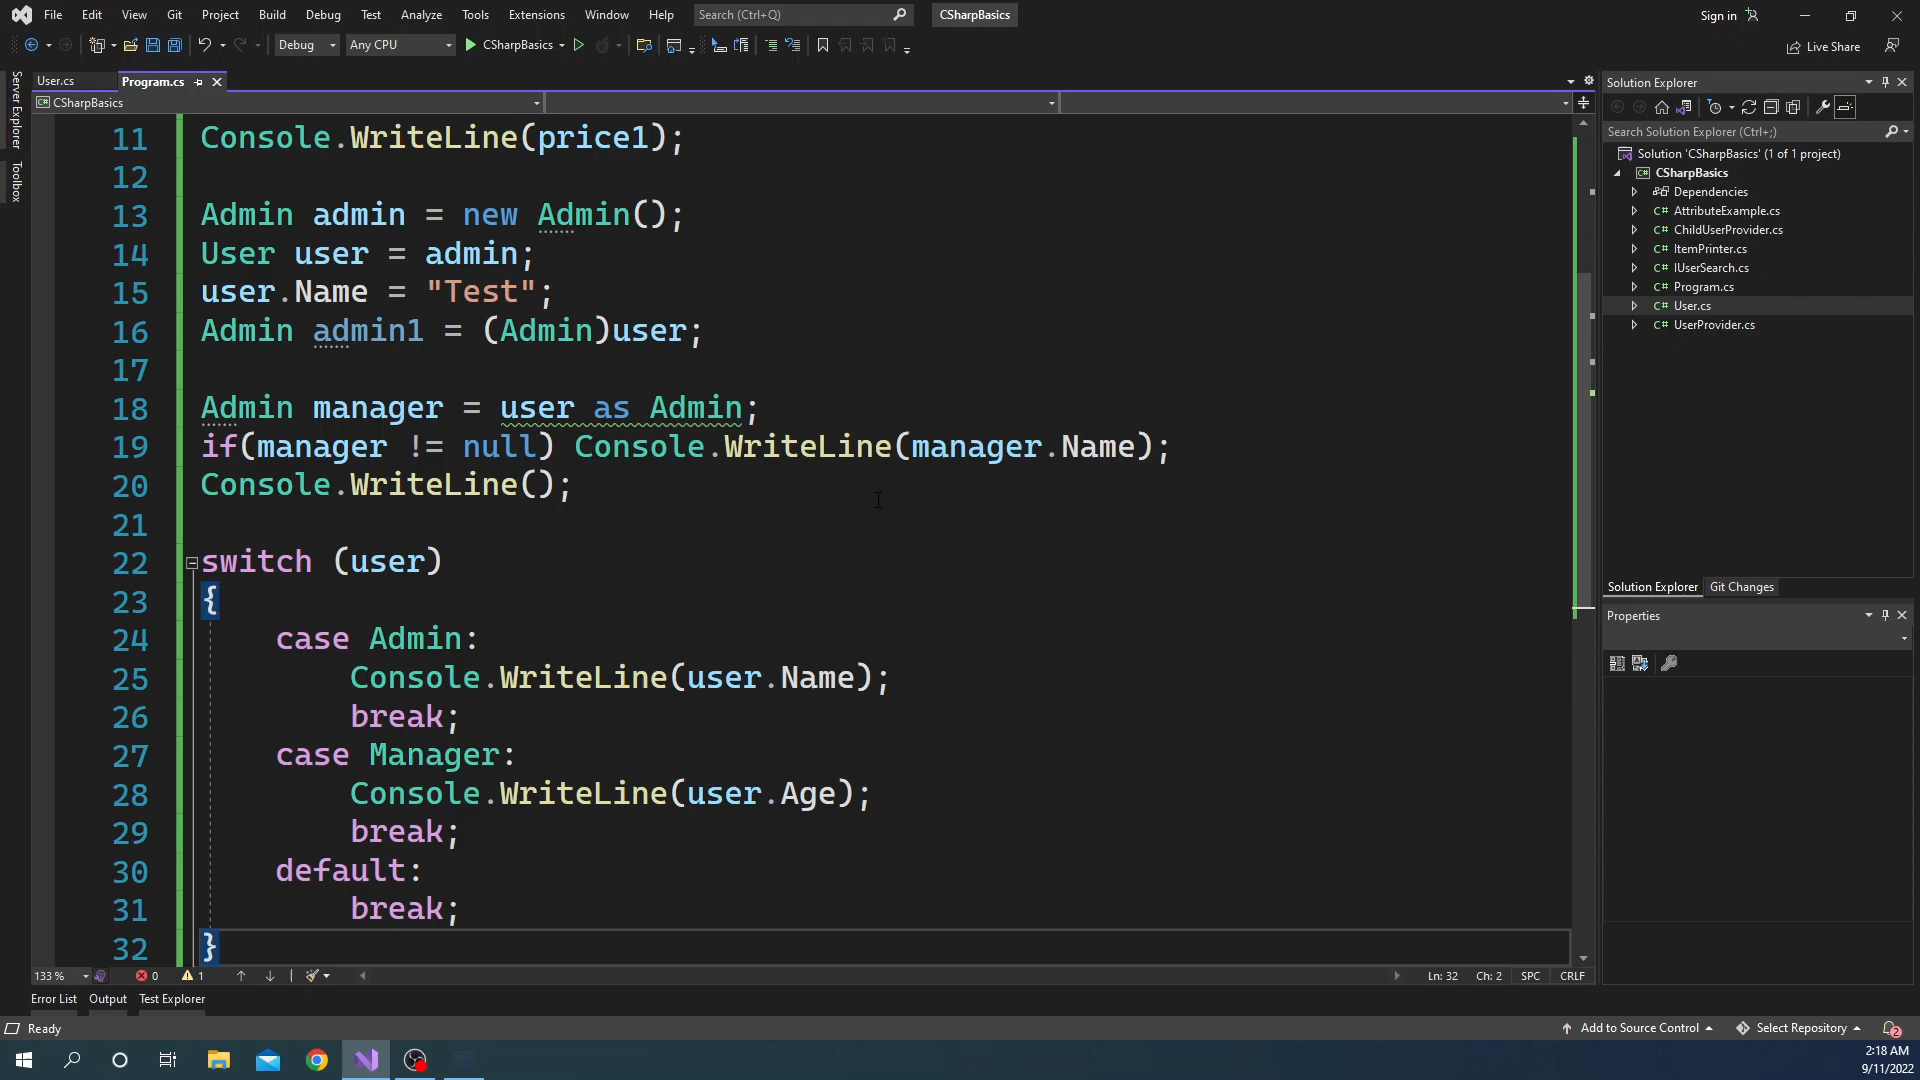 File Edit View Git Project Build Debug Test Analyze Tools Extensions Window Help Search (Ctrl+Q) CSharpBasics Sign in
Debug Any CPU CSharpBasics Live Share
Server Explorer
Toolbox
User.cs Program.cs
C# CSharpBasics
11 Console.WriteLine(price1);
12
13 Admin admin = new Admin();
14 User user = admin;
15 user.Name = "Test";
16 Admin admin1 = (Admin)user;
17
18 Admin manager = user as Admin;
19 if(manager != null) Console.WriteLine(manager.Name);
20 Console.WriteLine();
21
22 switch (user)
23 {
24 case Admin:
25 Console.WriteLine(user.Name);
26 break;
27 case Manager:
28 Console.WriteLine(user.Age);
29 break;
30 default:
31 break;
32 }
133 % 0 1 Ln: 32 Ch: 2 SPC CRLF
Error List Output Test Explorer
Solution Explorer
Search Solution Explorer (Ctrl+;)
Solution 'CSharpBasics' (1 of 1 project)
C# CSharpBasics
Dependencies
C# AttributeExample.cs
C# ChildUserProvider.cs
C# ItemPrinter.cs
C# IUserSearch.cs
C# Program.cs
C# User.cs
C# UserProvider.cs
Solution Explorer Git Changes
Properties
Ready Add to Source Control Select Repository 2
2:18 AM
9/11/2022